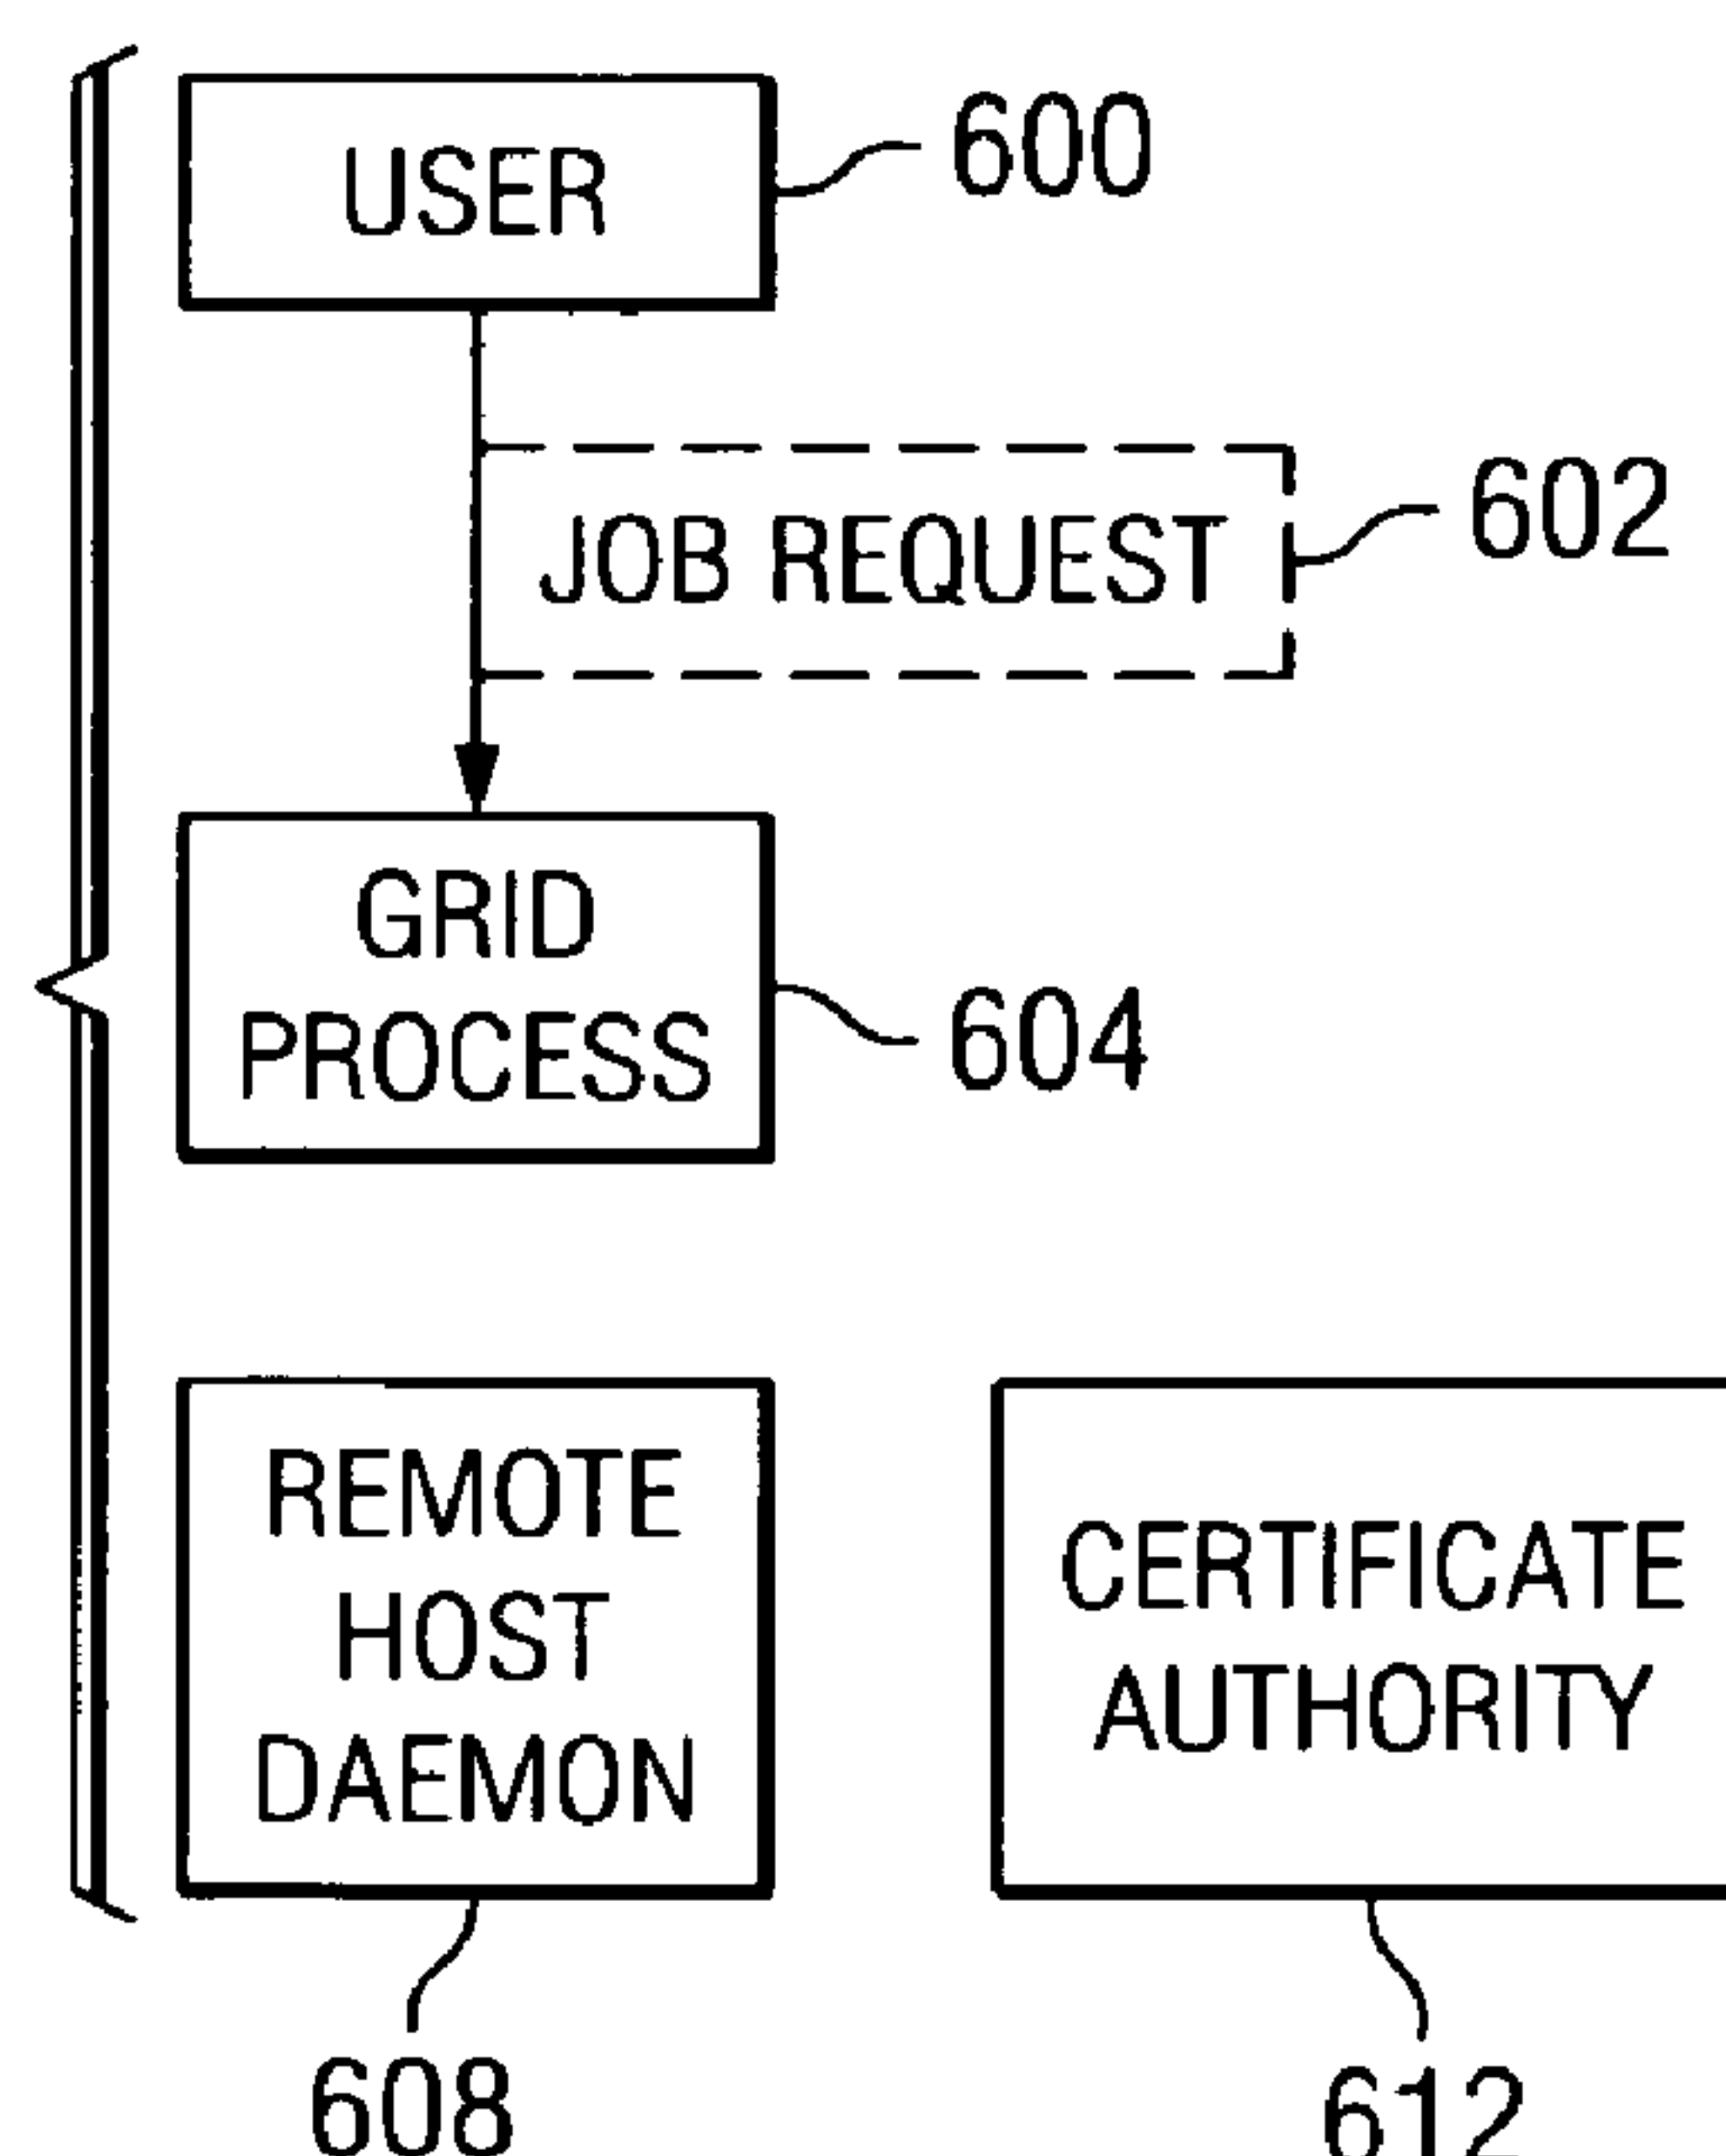 USER
600
JOB REQUEST
602
GRID
PROCESS
604
REMOTE
HOST
DAEMON
CERTIFICATE
AUTHORITY
608
612